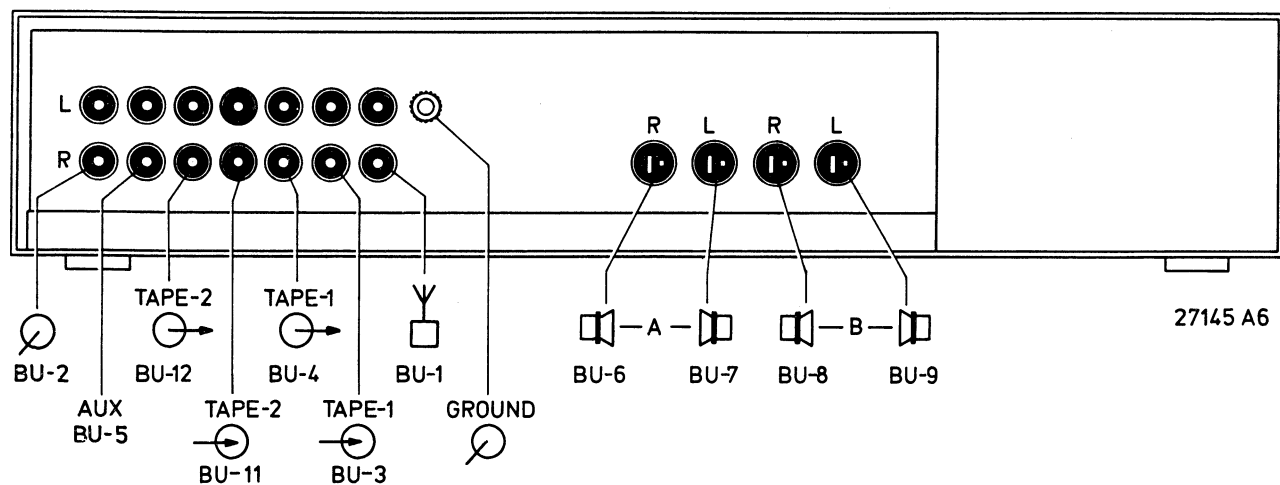 L
R
R L R L
TAPE-2 TAPE-1
A B
27145 A6
BU-2 BU-12 BU-4 BU-1 BU-6 BU-7 BU-8 BU-9
AUX TAPE-2 TAPE-1 GROUND
BU-5
BU-11 BU-3